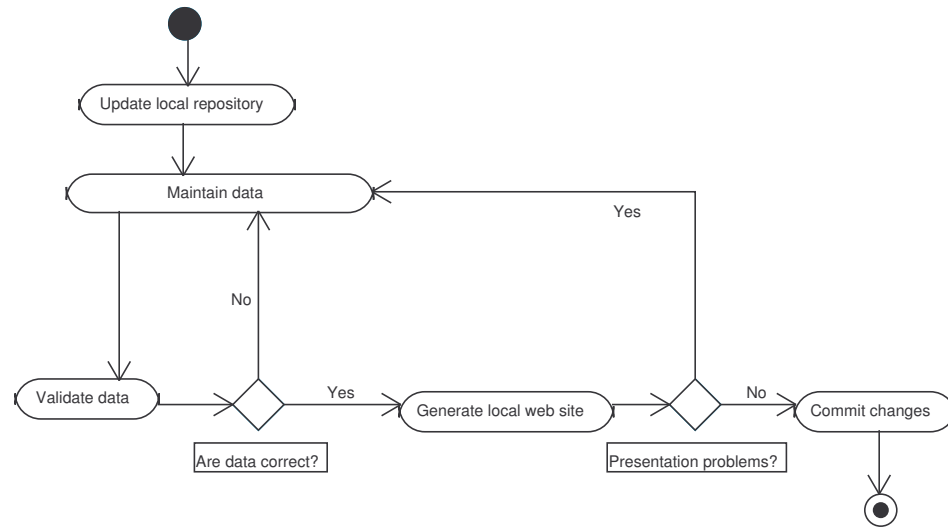 Update local repository
Maintain data
Yes
No
Validate data
Yes
Generate local web site
No
Commit changes
Are data correct?
Presentation problems?